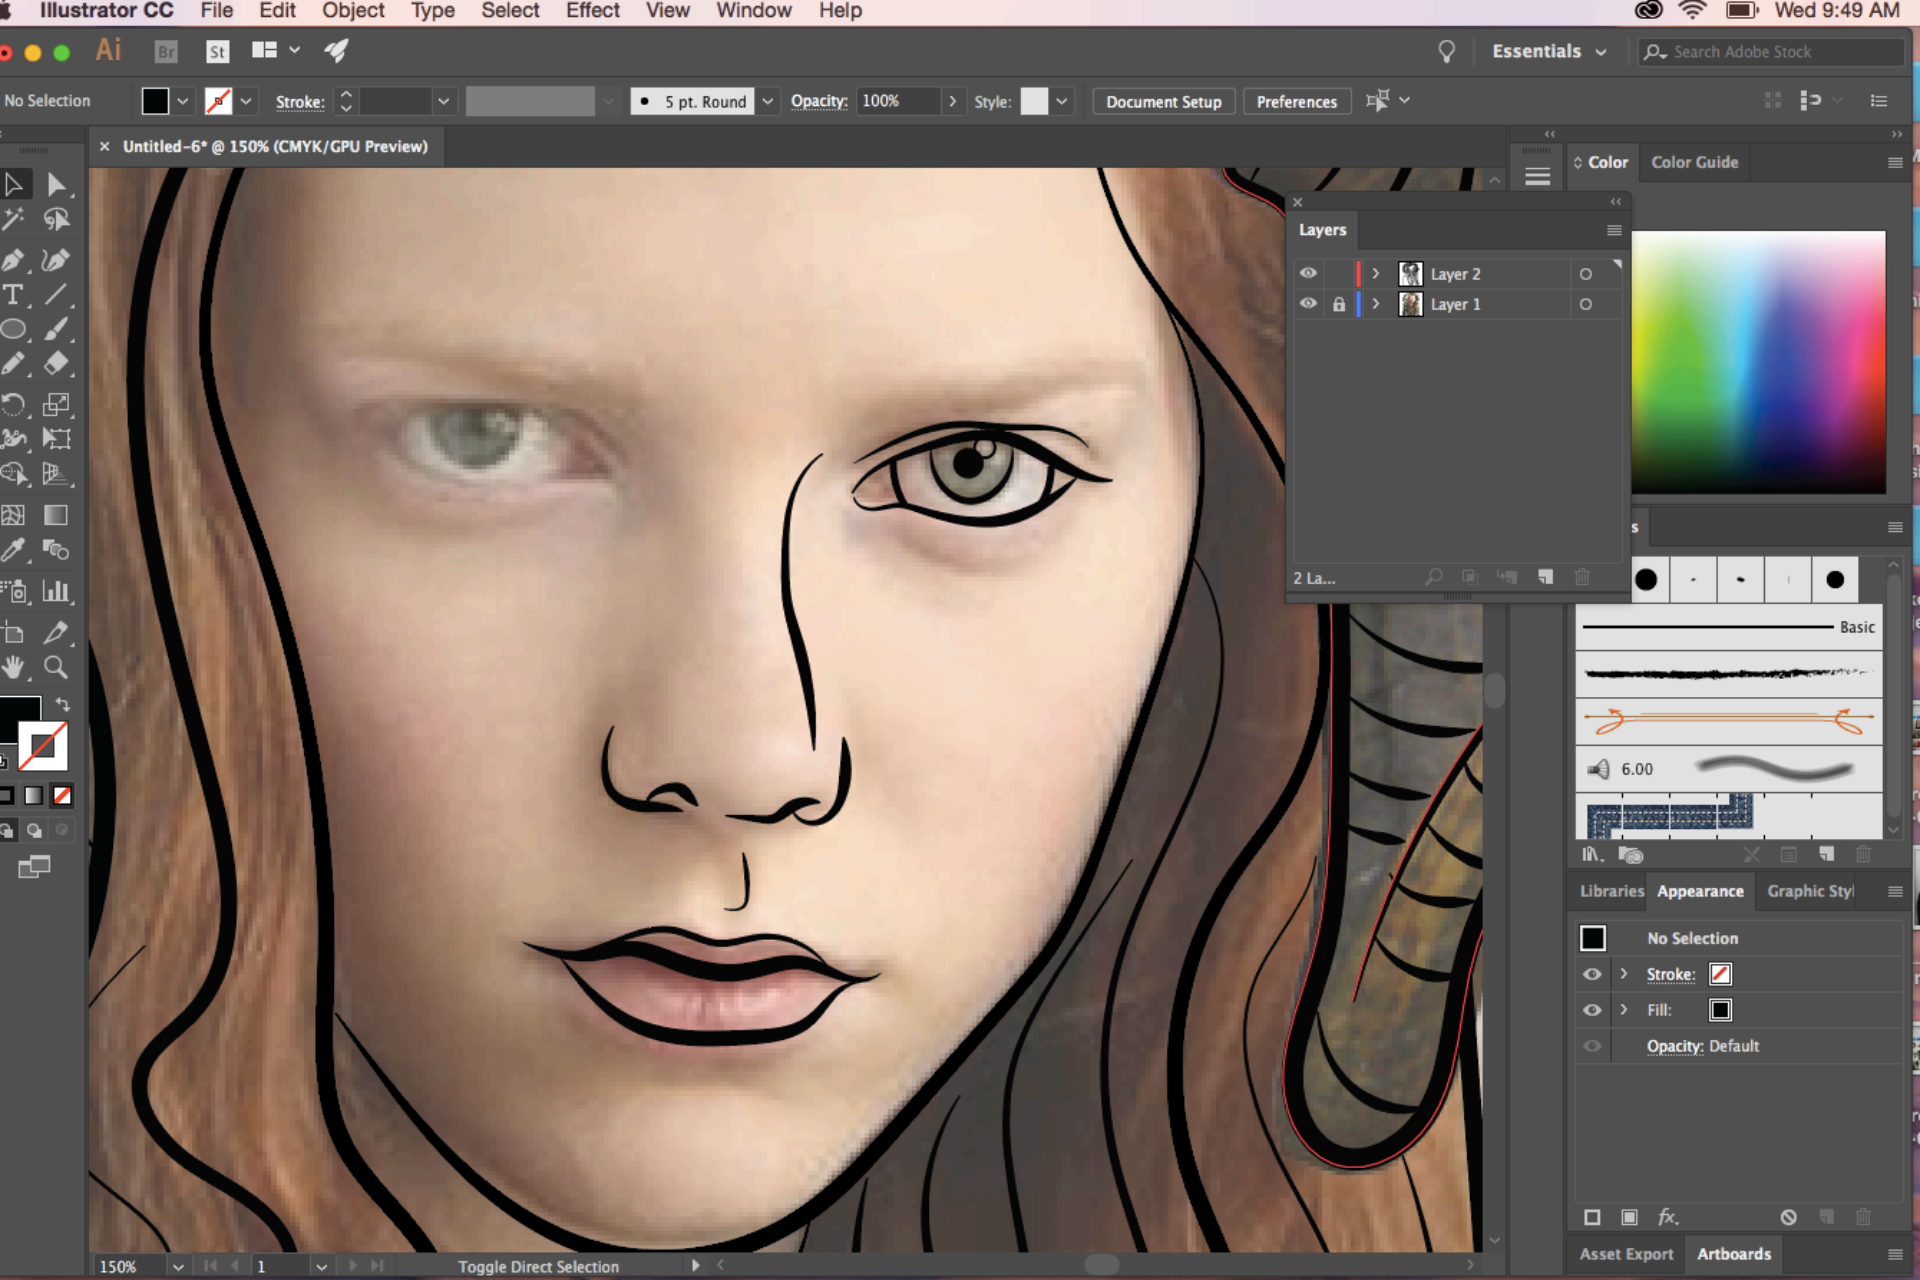 Illustrator CC File Edit Object Type Select Effect View Window Help Wed 9:49 AM
Ai Br St Essentials Search Adobe Stock
No Selection Stroke: 5 pt. Round Opacity: 100% Style: Document Setup Preferences
× Untitled-6* @ 150% (CMYK/GPU Preview)
Color Color Guide
Layers
Layer 2
Layer 1
s
2 La...
Basic
6.00
Libraries Appearance Graphic Styl
No Selection
Stroke:
Fill:
Opacity: Default
fx.
Asset Export Artboards
150% 1 Toggle Direct Selection